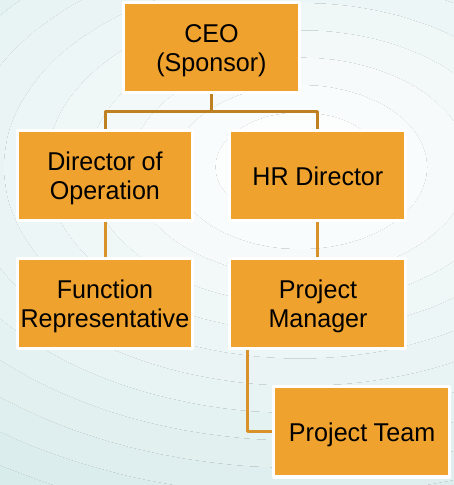 CEO
(Sponsor)
Director of
Operation
HR Director
Function
Representative
Project
Manager
Project Team